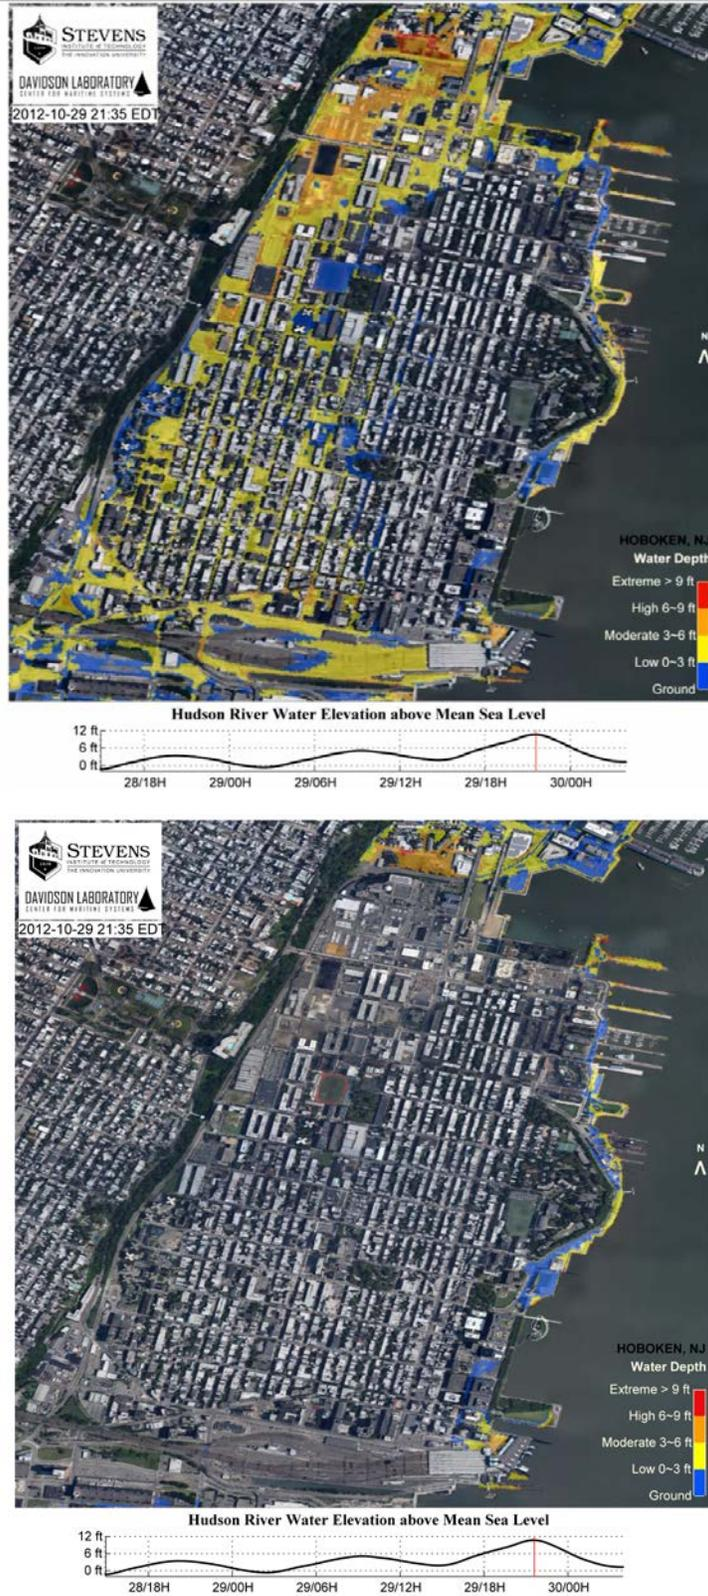 STEVENS
INSTITUTE of TECHNOLOGY
THE INNOVATION UNIVERSITY
DAVIDSON LABORATORY
CENTER FOR MARITIME SYSTEMS
2012-10-29 21:35 EDT
N
HOBOKEN, NJ
Water Depth
Extreme > 9 ft
High 6~9 ft
Moderate 3~6 ft
Low 0~3 ft
Ground
Hudson River Water Elevation above Mean Sea Level
12 ft
6 ft
0 ft
28/18H 29/00H 29/06H 29/12H 29/18H 30/00H
STEVENS
INSTITUTE of TECHNOLOGY
THE INNOVATION UNIVERSITY
DAVIDSON LABORATORY
CENTER FOR MARITIME SYSTEMS
2012-10-29 21:35 EDT
N
HOBOKEN, NJ
Water Depth
Extreme > 9 ft
High 6~9 ft
Moderate 3~6 ft
Low 0~3 ft
Ground
Hudson River Water Elevation above Mean Sea Level
12 ft
6 ft
0 ft
28/18H 29/00H 29/06H 29/12H 29/18H 30/00H